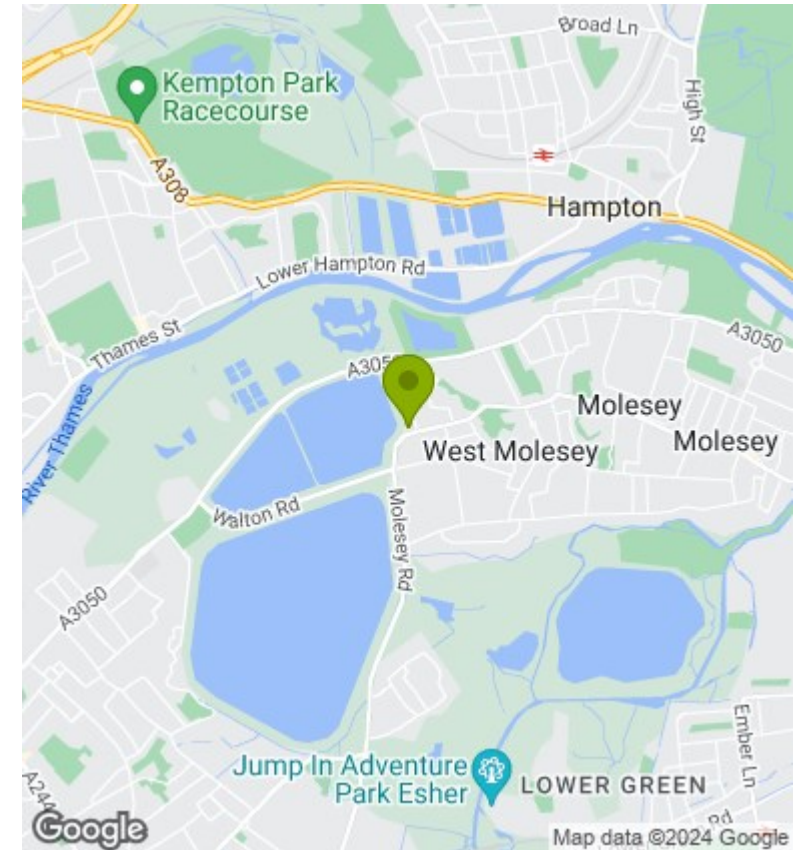 Broad Ln
Kempton Park
Racecourse
High St
A308
Hampton
Lower Hampton Rd
Thames St
A3050
River Thames
Molesey
Molesey
West Molesey
Walton Rd
Molesey Rd
A3050
Ember Ln
Jump In Adventure
Park Esher
LOWER GREEN
A244
Rd
Google
Map data ©2024 Google